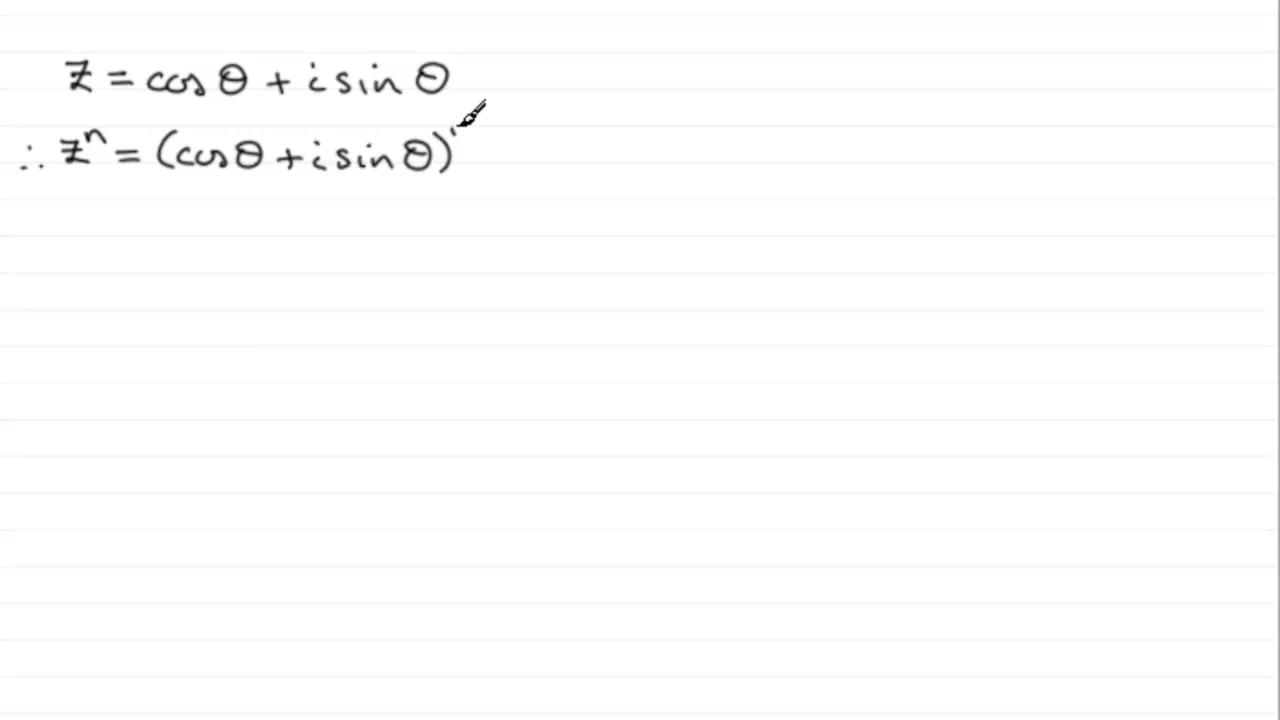 z = cos θ + i sin θ
∴ zⁿ = (cos θ + i sin θ)